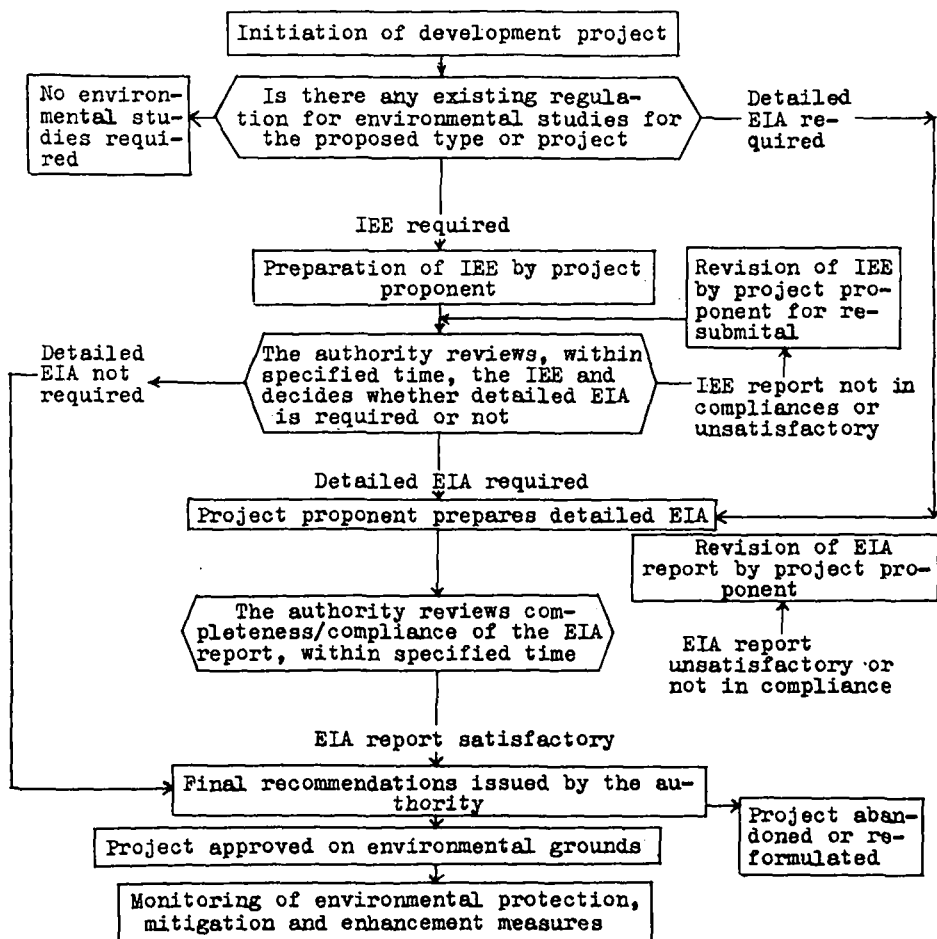 Initiation of development project
No environ-
mental stu-
dies requi-
red
Is there any existing regula-
tion for environmental studies for
the proposed type or project
Detailed
EIA re-
quired
IEE required
Preparation of IEE by project
proponent
Revision of IEE
by project pro-
ponent for re-
submital
Detailed
EIA not
required
The authority reviews, within
specified time, the IEE and
decides whether detailed EIA
is required or not
IEE report not in
compliances or
unsatisfactory
Detailed EIA required
Project proponent prepares detailed EIA
Revision of EIA
report by project pro-
ponent
The authority reviews com-
pleteness/compliance of the EIA
report, within specified time
EIA report
unsatisfactory or
not in compliance
EIA report satisfactory
Final recommendations issued by the au-
thority
Project aban-
doned or re-
formulated
Project approved on environmental grounds
Monitoring of environmental protection,
mitigation and enhancement measures